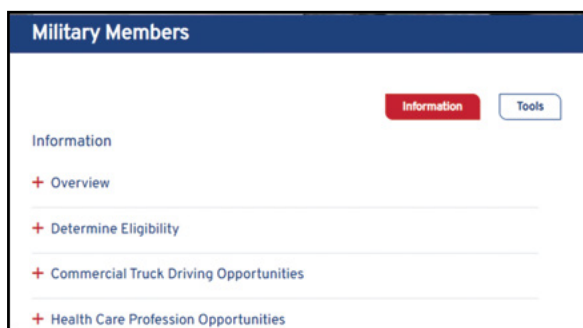 Military Members
Information
Tools
Information
+ Overview
+ Determine Eligibility
+ Commercial Truck Driving Opportunities
+ Health Care Profession Opportunities